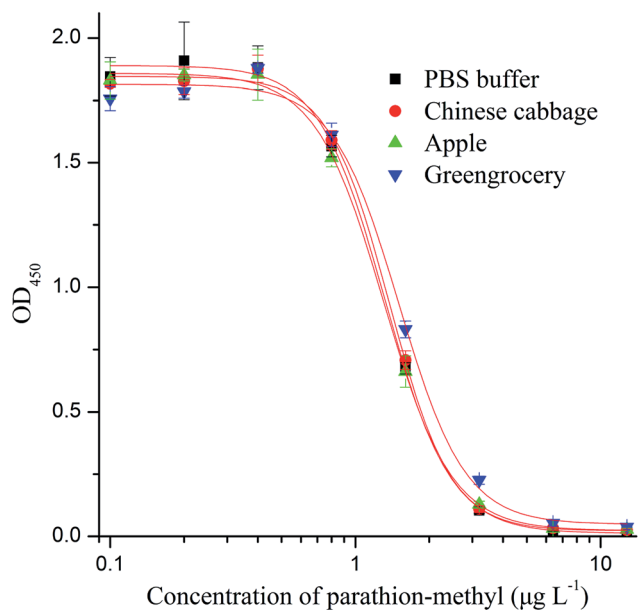 2.0
1.5
1.0
0.5
0.0
OD₄₅₀
PBS buffer
Chinese cabbage
Apple
Greengrocery
0.1
1
10
Concentration of parathion-methyl (μg L⁻¹)